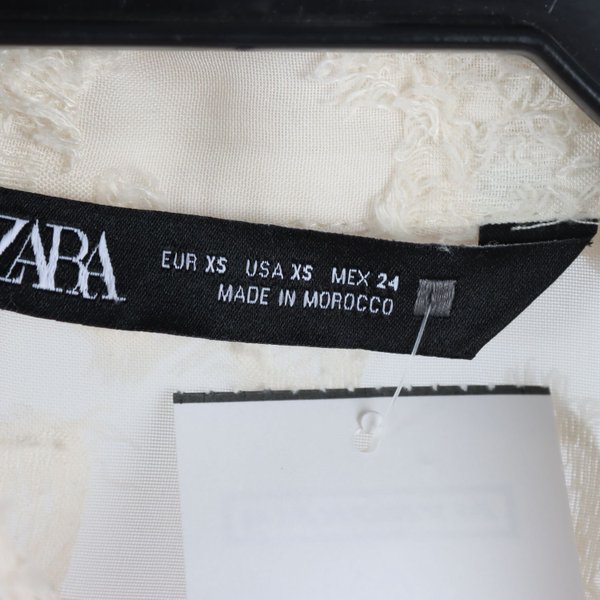 ZARA
EUR XS USA XS MEX 24
MADE IN MOROCCO